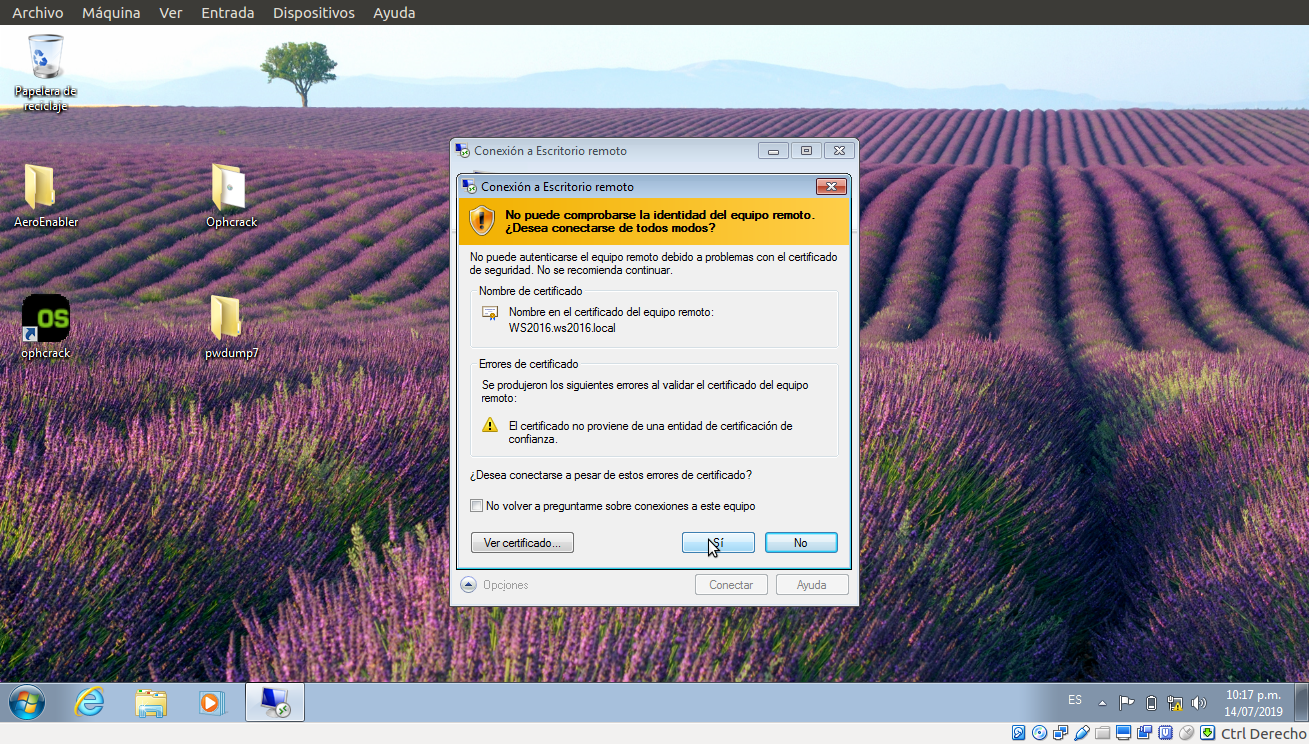 Archivo Máquina Ver Entrada Dispositivos Ayuda
Papelera de
reciclaje
AeroEnabler
Ophcrack
OS
ophcrack
pwdump7
Conexión a Escritorio remoto
Conexión a Escritorio remoto
No puede comprobarse la identidad del equipo remoto.
¿Desea conectarse de todos modos?
No puede autenticarse el equipo remoto debido a problemas con el certificado
de seguridad. No se recomienda continuar.
Nombre de certificado
Nombre en el certificado del equipo remoto:
WS2016.ws2016.local
Errores de certificado
Se produjeron los siguientes errores al validar el certificado del equipo
remoto:
El certificado no proviene de una entidad de certificación de
confianza.
¿Desea conectarse a pesar de estos errores de certificado?
No volver a preguntarme sobre conexiones a este equipo
Ver certificado... Sí No
Opciones Conectar Ayuda
ES
10:17 p.m.
14/07/2019
Ctrl Derecho